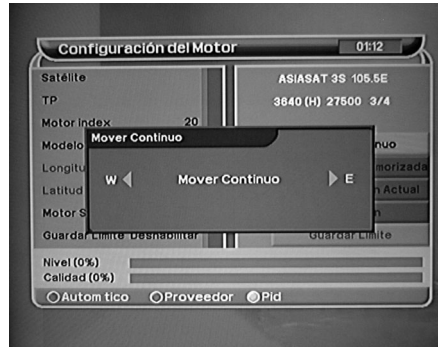 Configuración del Motor 01:12
Satélite ASIASAT 3S 105.5E
TP 3640 (H) 27500 3/4
Motor index 20
Mover Continuo
Modelo nuo
Longitu morizada
W Mover Continuo E
Latitud n Actual
Motor S n
Guardar Limite Deshabilitar Guardar Limite
Nivel (0%)
Calidad (0%)
Autom tico Proveedor Pid